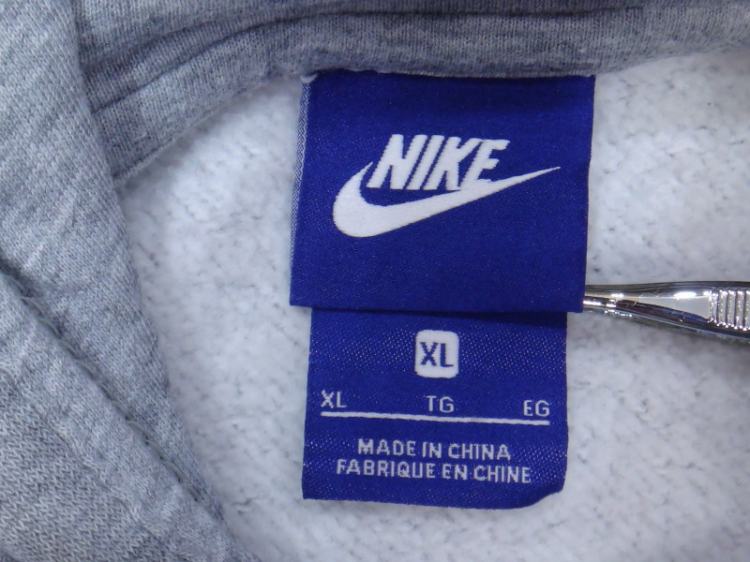 NIKE
XL
XL TG EG
MADE IN CHINA
FABRIQUE EN CHINE